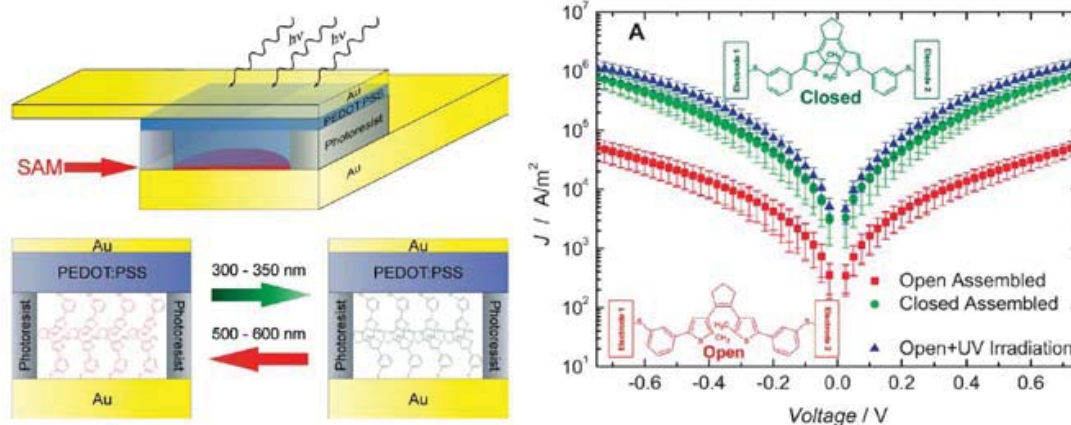 hν
hν
hν
Au
PEDOT:PSS
Photoresist
Au
SAM
Au
PEDOT:PSS
Photoresist
Photoresist
Au
300 - 350 nm
500 - 600 nm
Au
PEDOT:PSS
Photoresist
Photoresist
Au
A
J / A/m²
10⁷
10⁶
10⁵
10⁴
10³
10²
10¹
-0.6
-0.4
-0.2
0.0
0.2
0.4
0.6
Voltage / V
Electrode 1
S
S
CH₃
H₃C
S
S
Electrode 2
Closed
Electrode 1
S
S
H₃C
CH₃
S
S
Electrode 2
Open
Open Assembled
Closed Assembled
Open+UV Irradiation